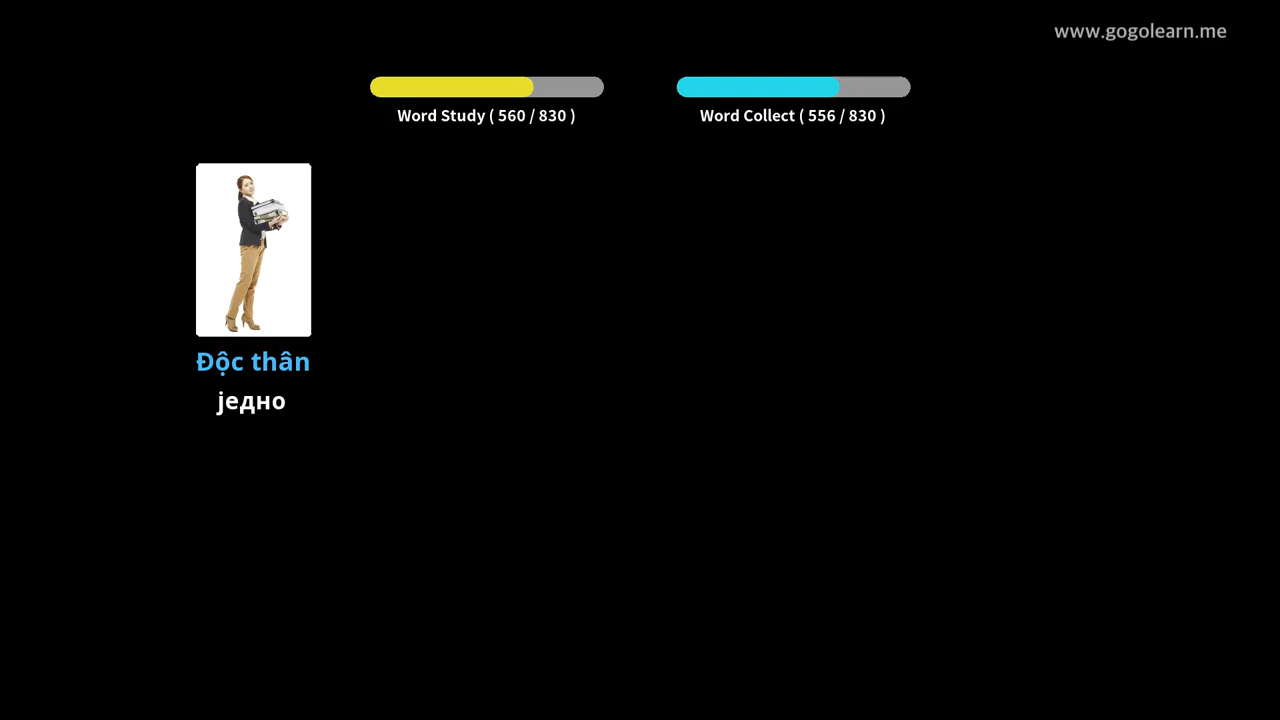 www.gogolearn.me
Word Study ( 560 / 830 )
Word Collect ( 556 / 830 )
Độc thân
једно